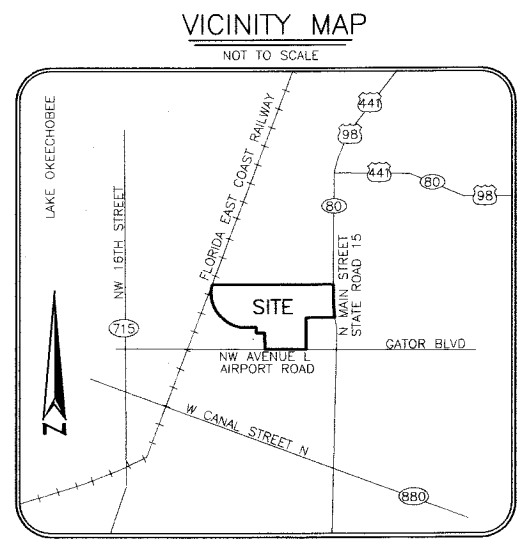 VICINITY MAP
NOT TO SCALE
LAKE OKEECHOBEE
NW 16TH STREET
FLORIDA EAST COAST RAILWAY
441
98
441
80
98
80
N MAIN STREET
STATE ROAD 15
SITE
715
GATOR BLVD
NW AVENUE L
AIRPORT ROAD
N
W CANAL STREET N
880